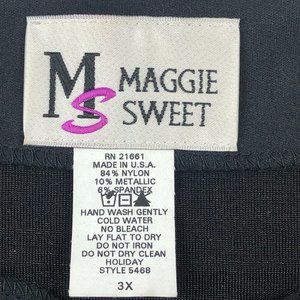 MS MAGGIE
SWEET
RN 21661
MADE IN U.S.A.
84% NYLON
10% METALLIC
6% SPANDEX
HAND WASH GENTLY
COLD WATER
NO BLEACH
LAY FLAT TO DRY
DO NOT IRON
DO NOT DRY CLEAN
HOLIDAY
STYLE 5468
3X